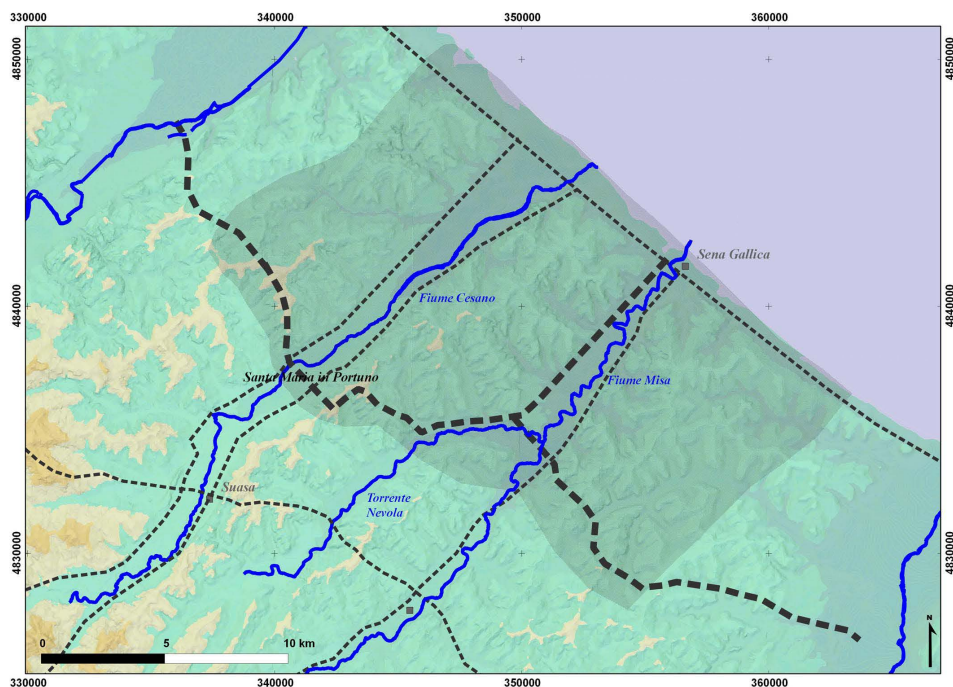 330000 340000 350000 360000
4850000 4850000
Sena Gallica
Fiume Cesano
4840000 4840000
Santa Maria in Portuno
Fiume Misa
Suasa
Torrente
Nevola
4830000 4830000
N
0 5 10 km
330000 340000 350000 360000